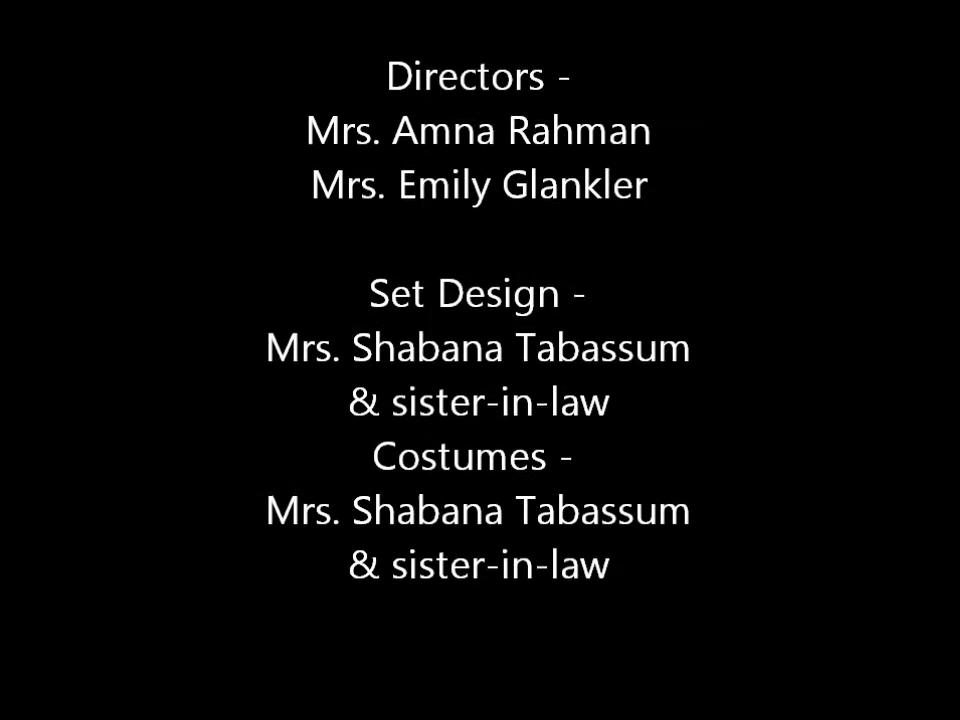 Directors -
Mrs. Amna Rahman
Mrs. Emily Glankler
Set Design -
Mrs. Shabana Tabassum
& sister-in-law
Costumes -
Mrs. Shabana Tabassum
& sister-in-law